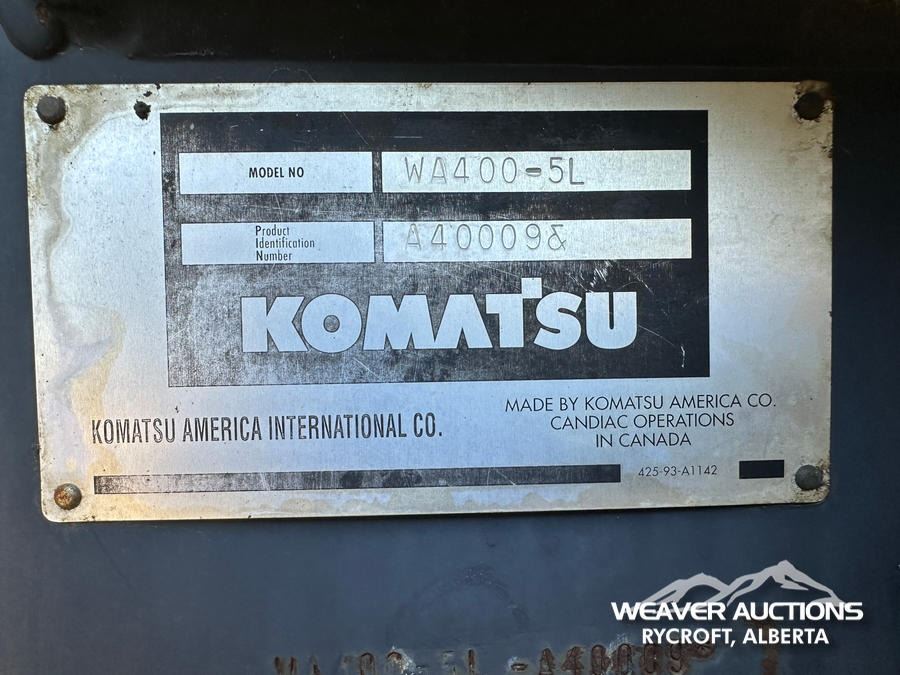 MODEL NO
WA400-5L
Product
Identification
Number
A40009&
KOMATSU
KOMATSU AMERICA INTERNATIONAL CO.
MADE BY KOMATSU AMERICA CO.
CANDIAC OPERATIONS
IN CANADA
425-93-A1142
WEAVER AUCTIONS
RYCROFT, ALBERTA